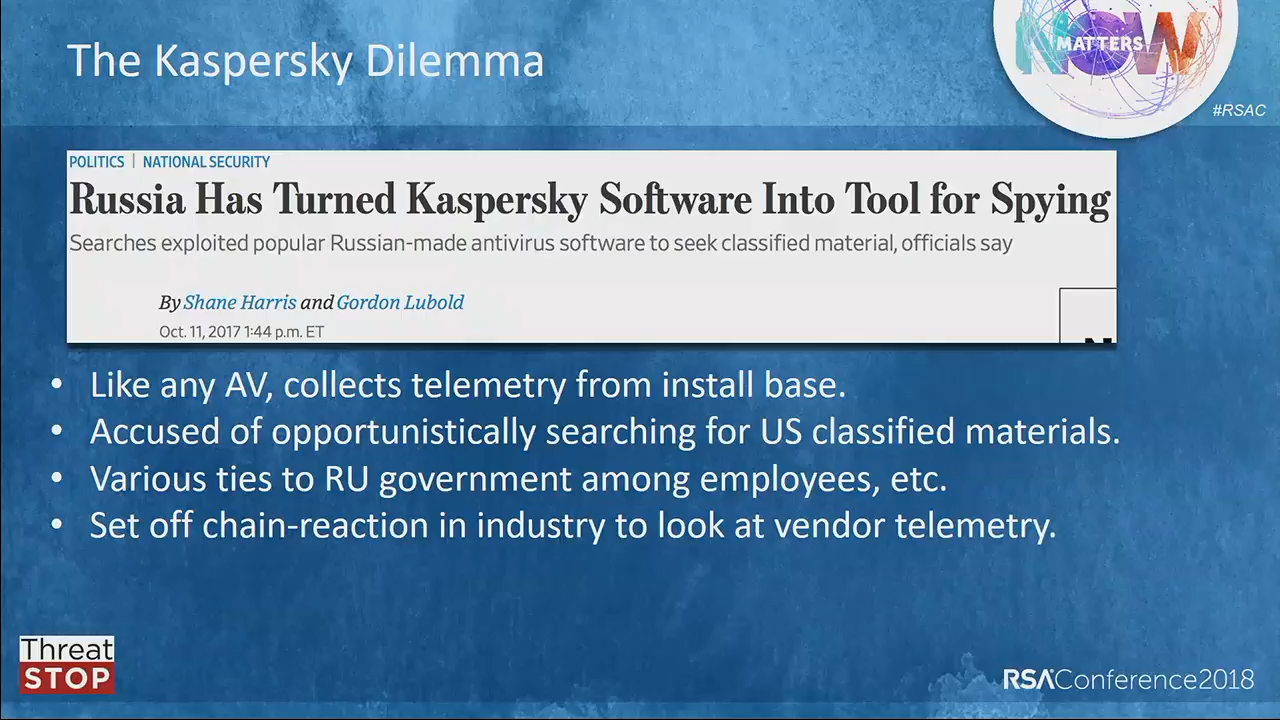 The Kaspersky Dilemma
NOW
MATTERS
#RSAC
POLITICS | NATIONAL SECURITY
Russia Has Turned Kaspersky Software Into Tool for Spying
Searches exploited popular Russian-made antivirus software to seek classified material, officials say
By Shane Harris and Gordon Lubold
Oct. 11, 2017 1:44 p.m. ET
• Like any AV, collects telemetry from install base.
• Accused of opportunistically searching for US classified materials.
• Various ties to RU government among employees, etc.
• Set off chain-reaction in industry to look at vendor telemetry.
Threat
STOP
RSAConference2018